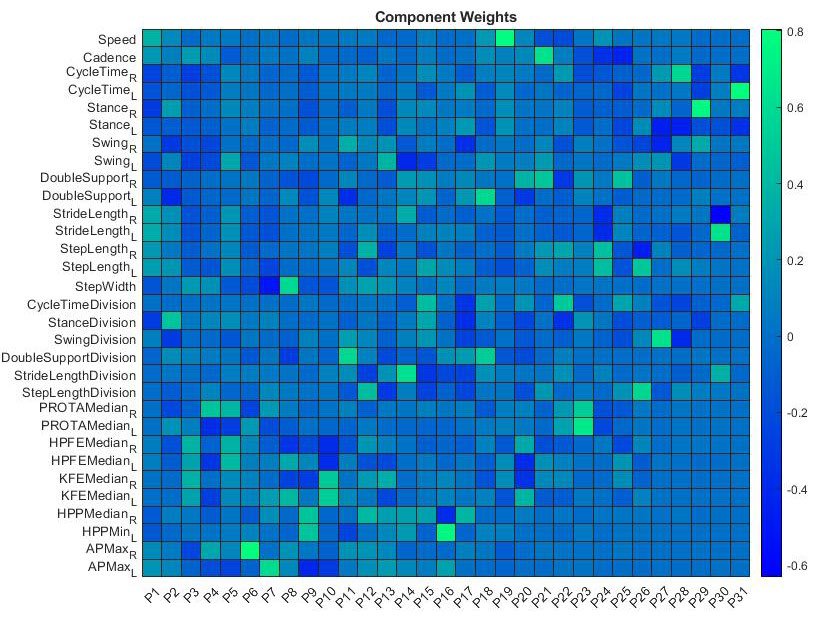 Component Weights
Speed
Cadence
CycleTimeR
CycleTimeL
StanceR
StanceL
SwingR
SwingL
DoubleSupportR
DoubleSupportL
StrideLengthR
StrideLengthL
StepLengthR
StepLengthL
StepWidth
CycleTimeDivision
StanceDivision
SwingDivision
DoubleSupportDivision
StrideLengthDivision
StepLengthDivision
PROTAMedianR
PROTAMedianL
HPFEMedianR
HPFEMedianL
KFEMedianR
KFEMedianL
HPPMedianR
HPPMinL
APMaxR
APMaxL
P1 P2 P3 P4 P5 P6 P7 P8 P9 P10 P11 P12 P13 P14 P15 P16 P17 P18 P19 P20 P21 P22 P23 P24 P25 P26 P27 P28 P29 P30 P31
0.8
0.6
0.4
0.2
0
-0.2
-0.4
-0.6